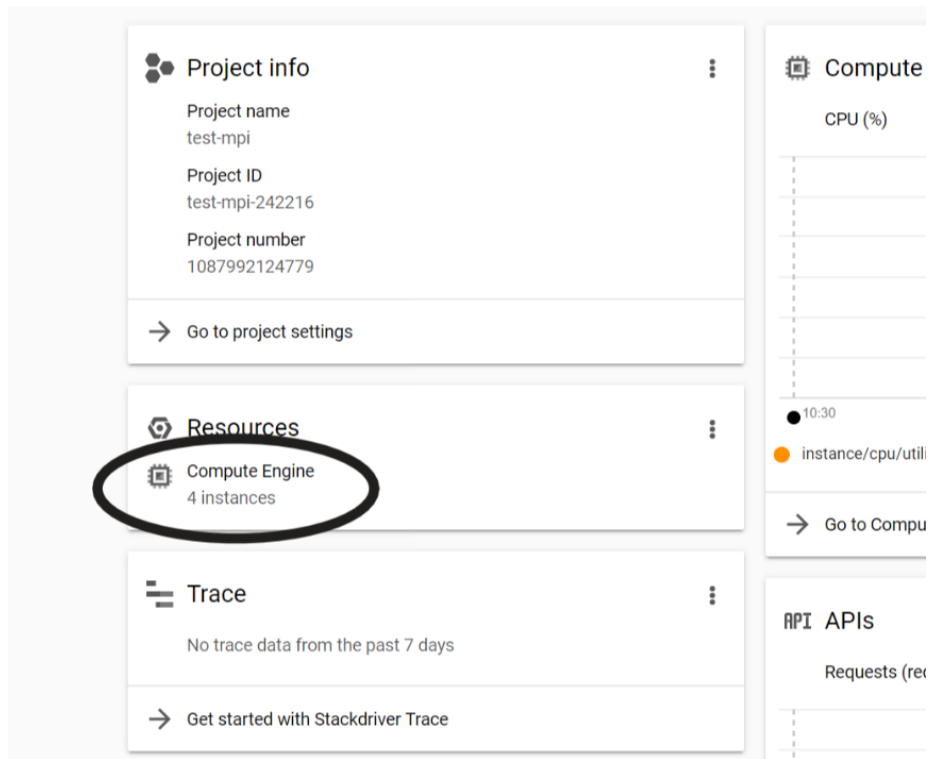 Project info
Project name
test-mpi
Project ID
test-mpi-242216
Project number
1087992124779
Go to project settings
Resources
Compute Engine
4 instances
Trace
No trace data from the past 7 days
Get started with Stackdriver Trace
Compute
CPU (%)
10:30
instance/cpu/utili
Go to Compu
API APIs
Requests (rec